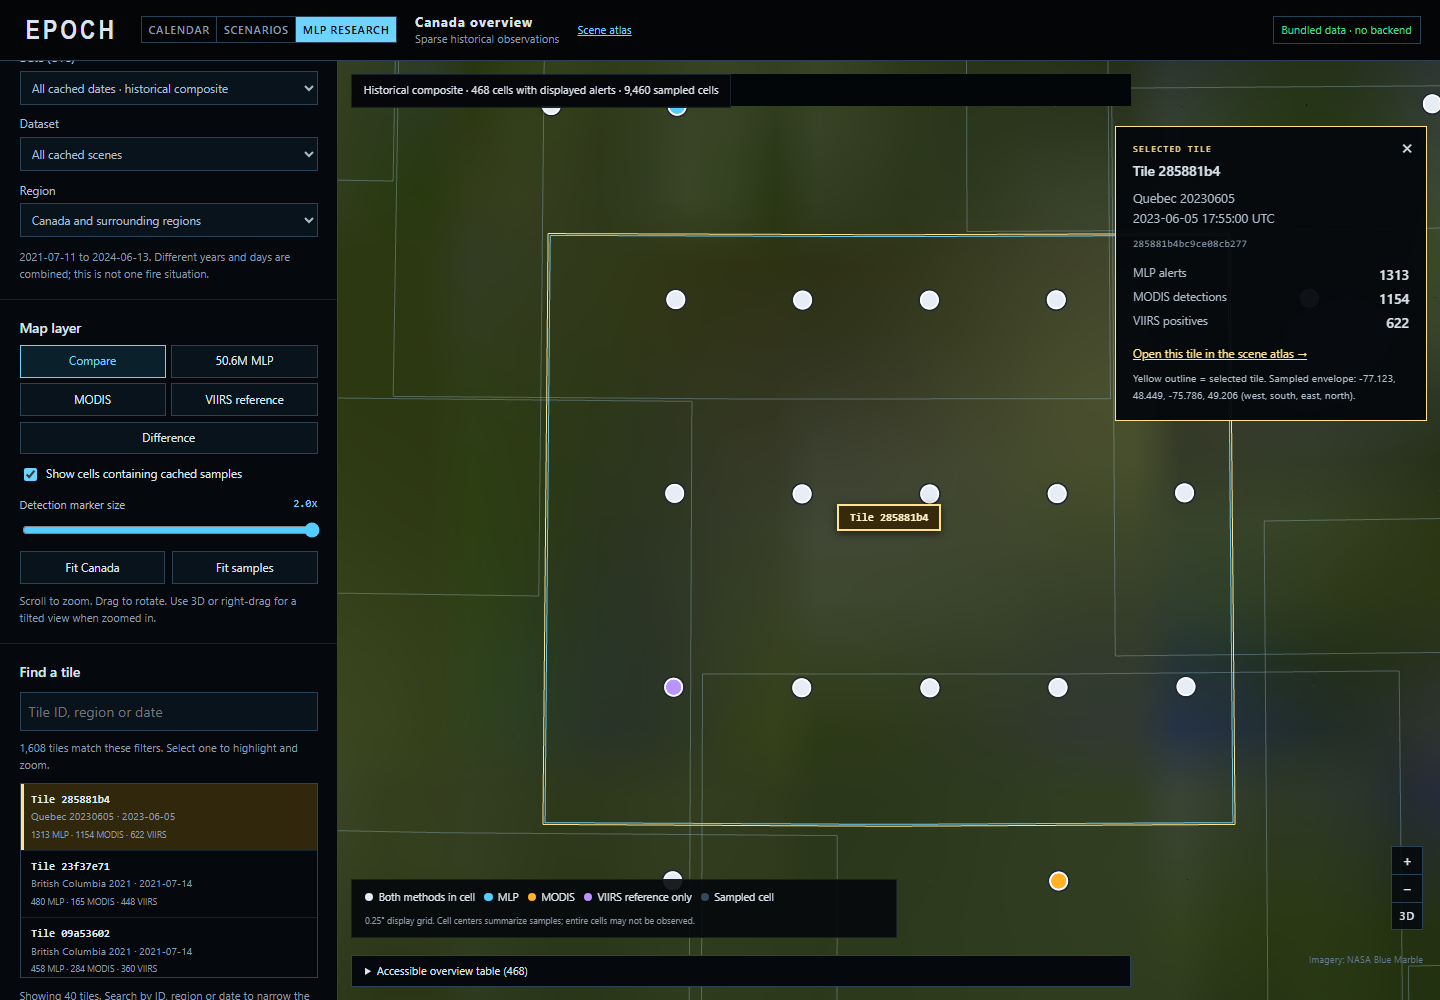 EPOCH
CALENDAR
SCENARIOS
MLP RESEARCH
Canada overview
Sparse historical observations
Scene atlas
Bundled data · no backend
All cached dates · historical composite
Dataset
All cached scenes
Region
Canada and surrounding regions
2021-07-11 to 2024-06-13. Different years and days are
combined; this is not one fire situation.
Map layer
Compare
50.6M MLP
MODIS
VIIRS reference
Difference
Show cells containing cached samples
Detection marker size
2.0x
Fit Canada
Fit samples
Scroll to zoom. Drag to rotate. Use 3D or right-drag for a
tilted view when zoomed in.
Find a tile
Tile ID, region or date
1,608 tiles match these filters. Select one to highlight and
zoom.
Tile 285881b4
Quebec 20230605 · 2023-06-05
1313 MLP · 1154 MODIS · 622 VIIRS
Tile 23f37e71
British Columbia 2021 · 2021-07-14
480 MLP · 165 MODIS · 448 VIIRS
Tile 09a53602
British Columbia 2021 · 2021-07-14
458 MLP · 284 MODIS · 360 VIIRS
Showing 40 tiles. Search by ID, region or date to narrow the
Historical composite · 468 cells with displayed alerts · 9,460 sampled cells
SELECTED TILE
×
Tile 285881b4
Quebec 20230605
2023-06-05 17:55:00 UTC
285881b4bc9ce08cb277
MLP alerts 1313
MODIS detections 1154
VIIRS positives 622
Open this tile in the scene atlas →
Yellow outline = selected tile. Sampled envelope: -77.123,
48.449, -75.786, 49.206 (west, south, east, north).
Tile 285881b4
Both methods in cell
MLP
MODIS
VIIRS reference only
Sampled cell
0.25° display grid. Cell centers summarize samples; entire cells may not be observed.
Accessible overview table (468)
+
−
3D
Imagery: NASA Blue Marble